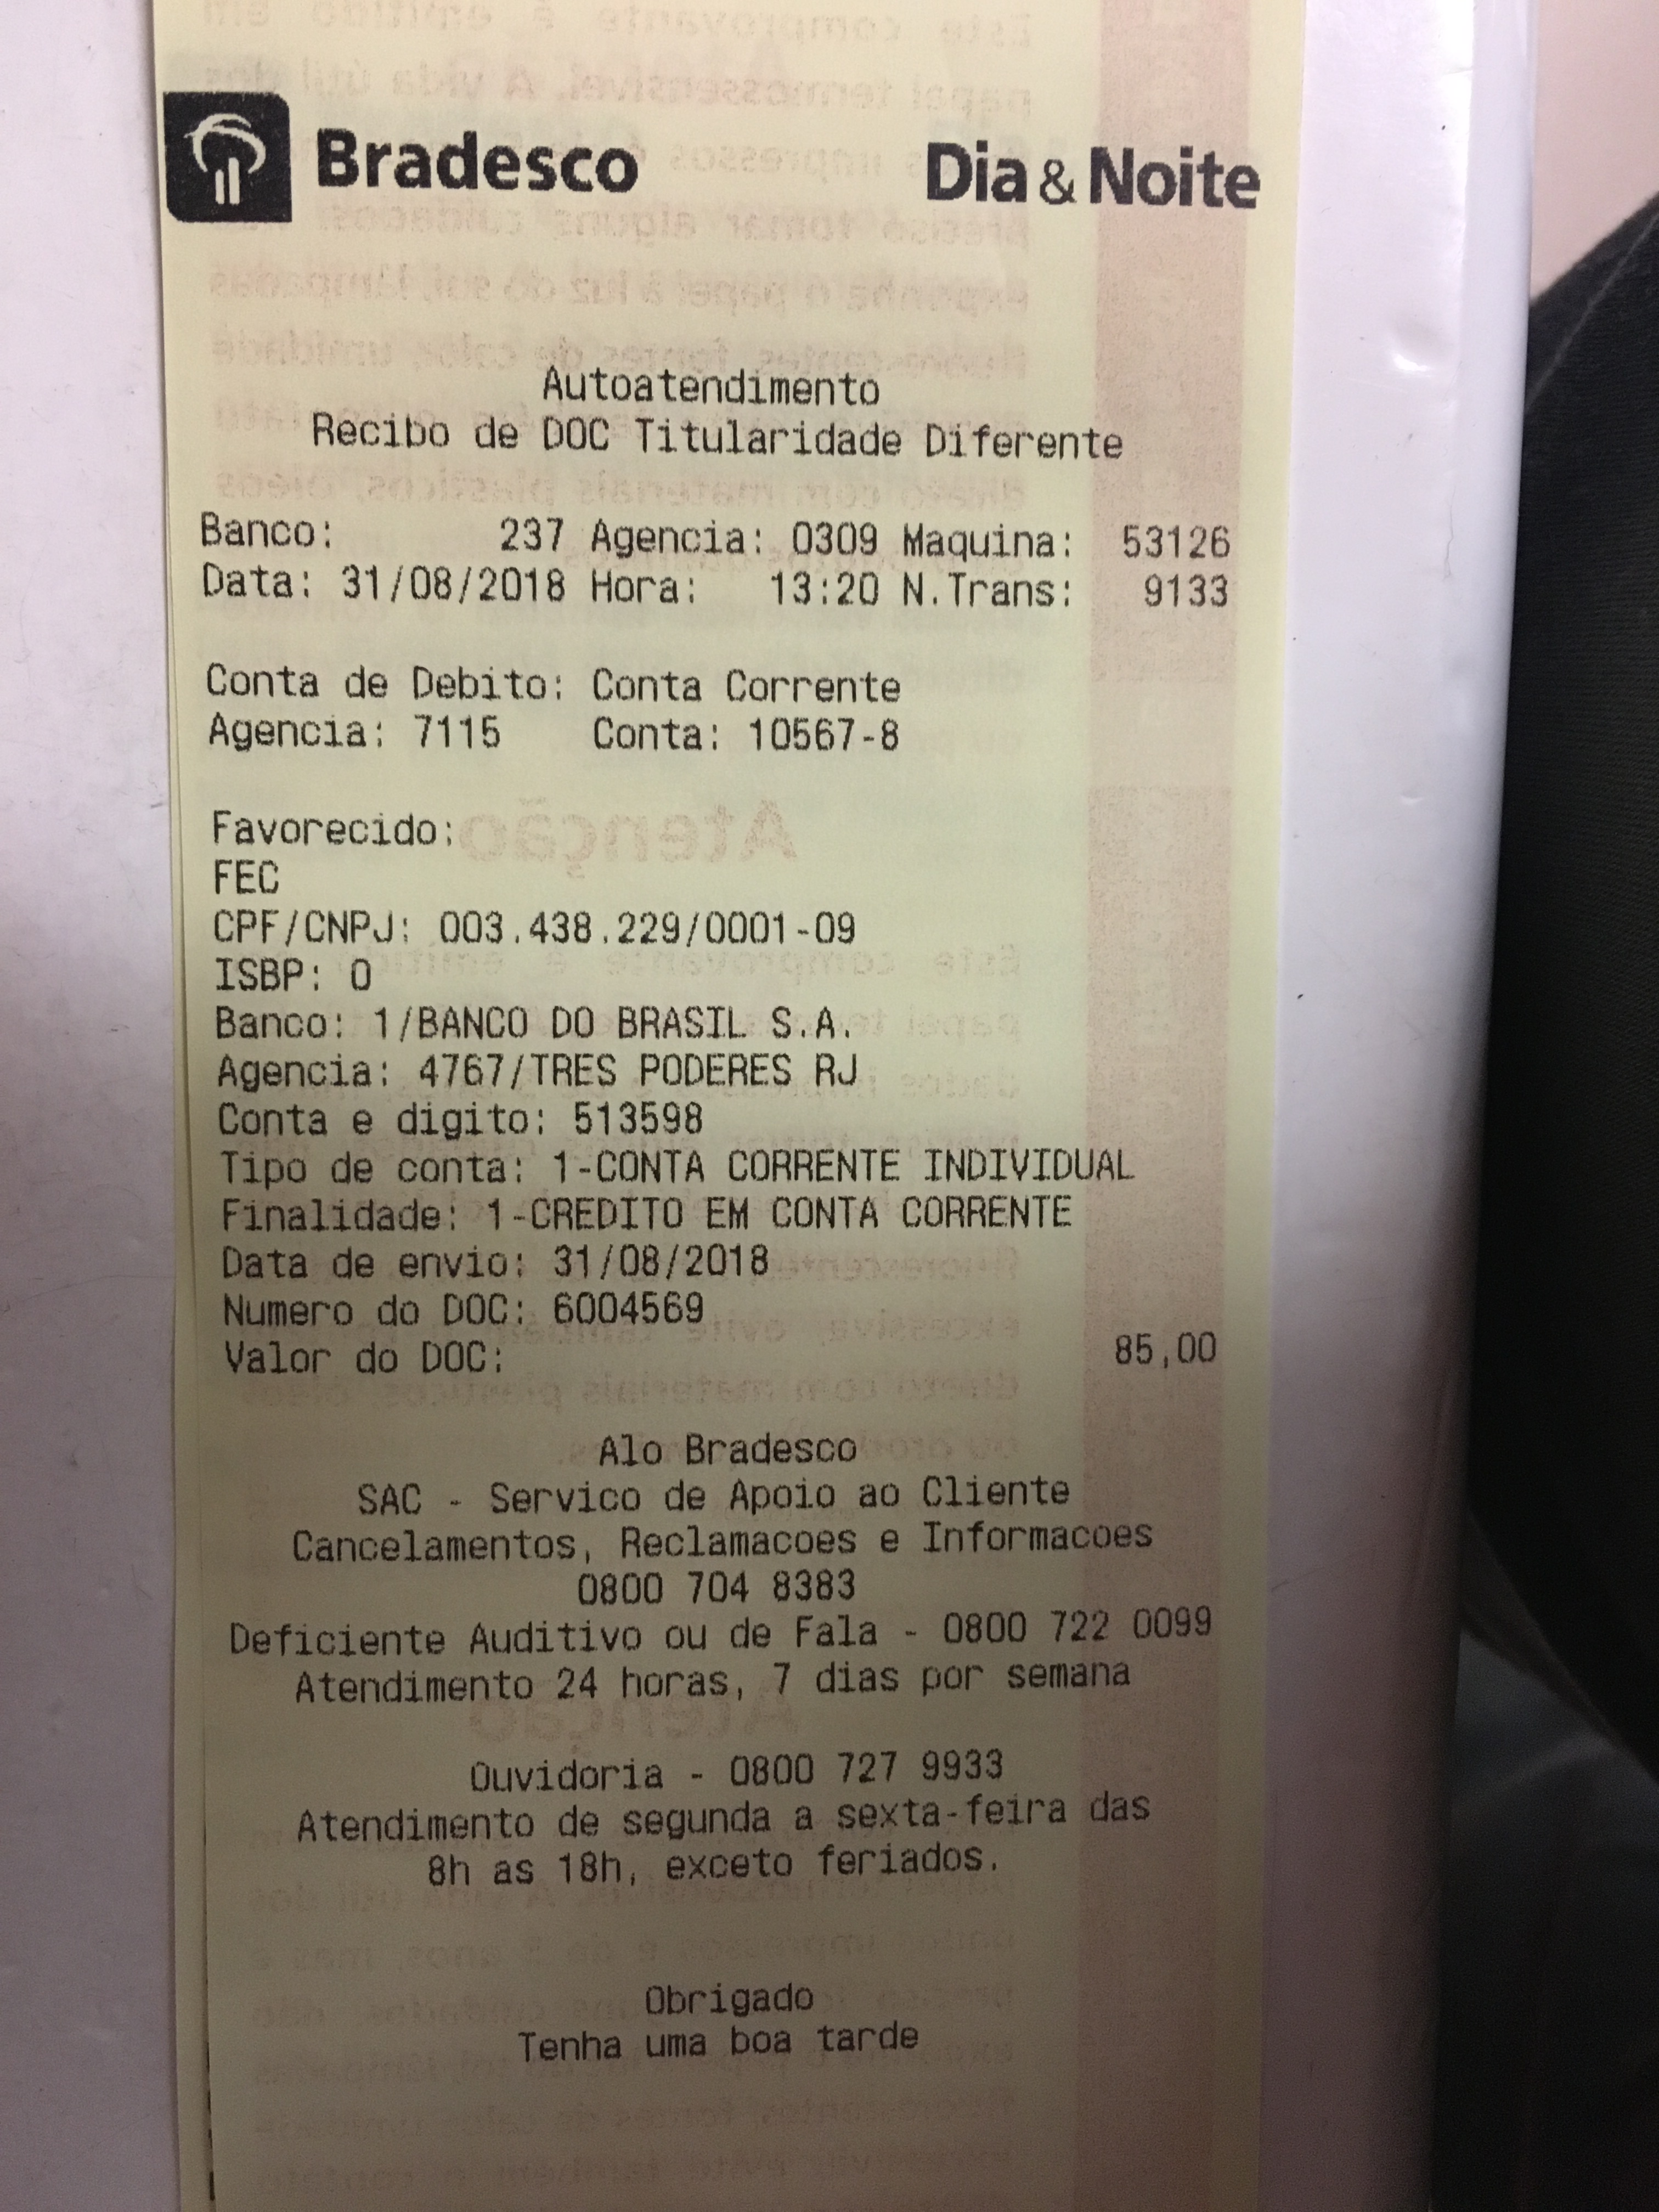 Bradesco Dia & Noite
Autoatendimento
Recibo de DOC Titularidade Diferente
Banco: 237 Agencia: 0309 Maquina: 53126
Data: 31/08/2018 Hora: 13:20 N.Trans: 9133
Conta de Debito: Conta Corrente
Agencia: 7115 Conta: 10567-8
Favorecido:
FEC
CPF/CNPJ: 003.438.229/0001-09
ISBP: 0
Banco: 1/BANCO DO BRASIL S.A.
Agencia: 4767/TRES PODERES RJ
Conta e digito: 513598
Tipo de conta: 1-CONTA CORRENTE INDIVIDUAL
Finalidade: 1-CREDITO EM CONTA CORRENTE
Data de envio: 31/08/2018
Numero do DOC: 6004569
Valor do DOC: 85,00
Alo Bradesco
SAC - Servico de Apoio ao Cliente
Cancelamentos, Reclamacoes e Informacoes
0800 704 8383
Deficiente Auditivo ou de Fala - 0800 722 0099
Atendimento 24 horas, 7 dias por semana
Ouvidoria - 0800 727 9933
Atendimento de segunda a sexta-feira das
8h as 18h, exceto feriados.
Obrigado
Tenha uma boa tarde